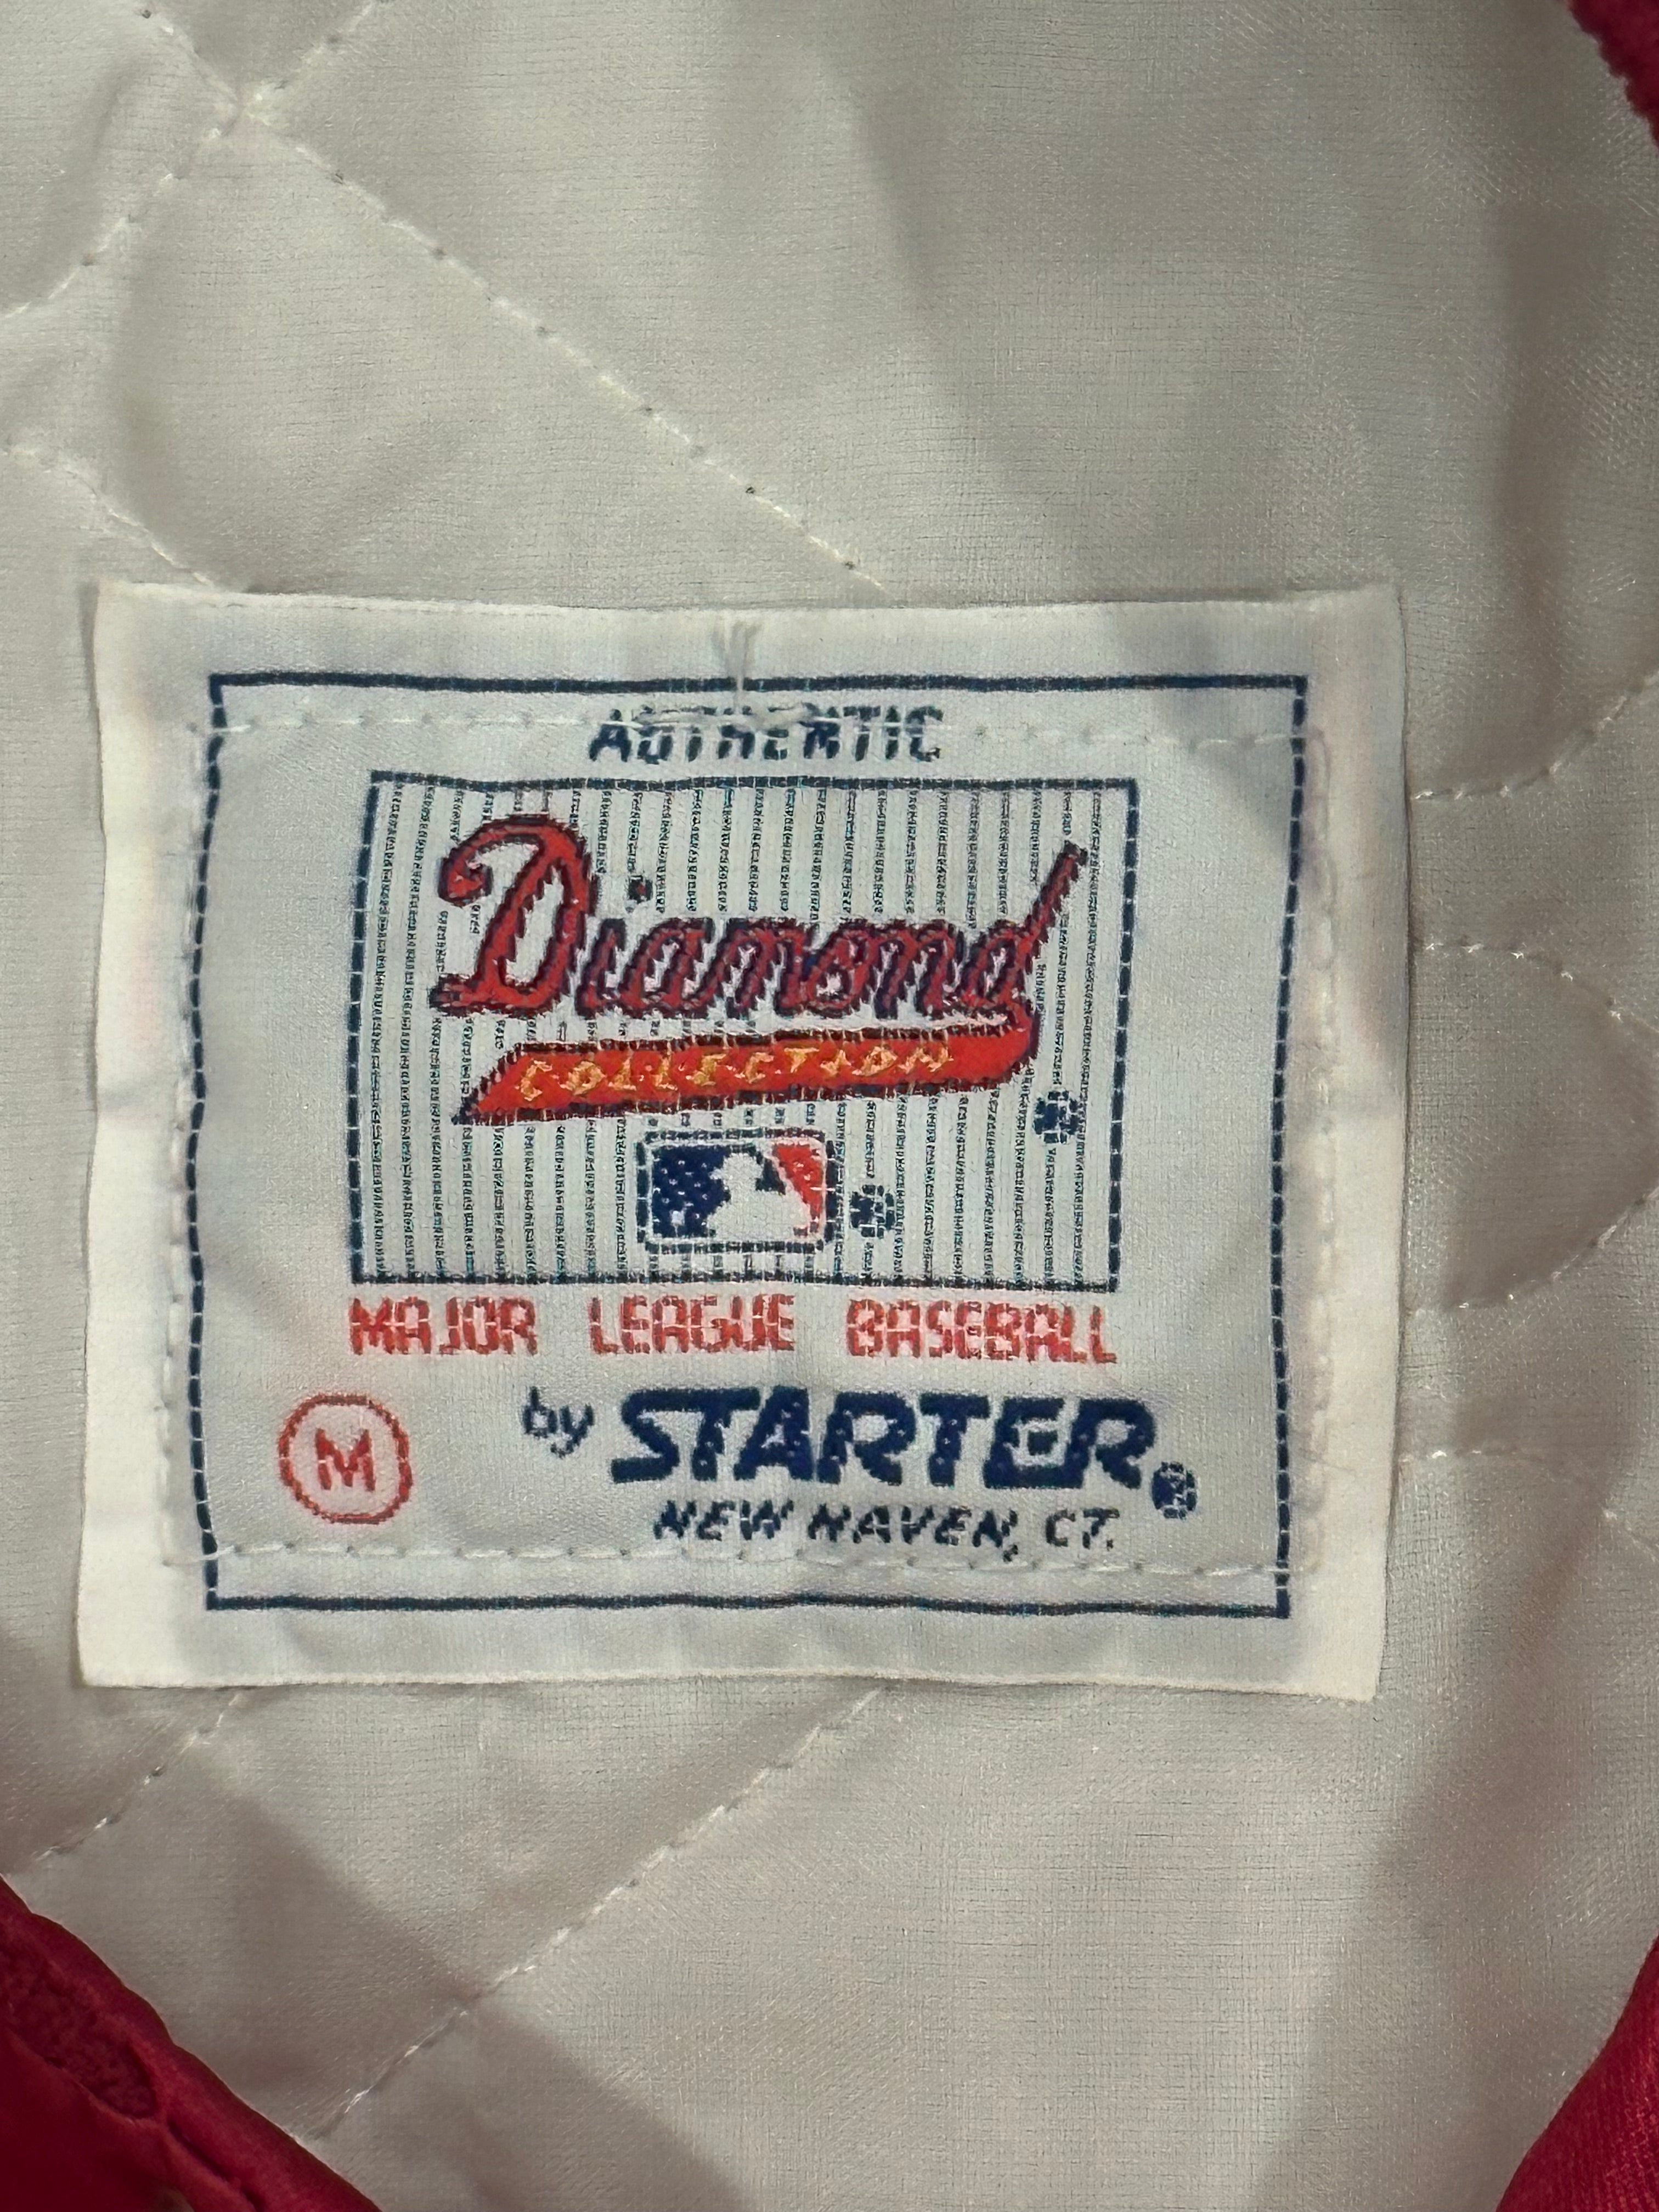 AUTHENTIC
Diamond
COLLECTION
®
®
MAJOR LEAGUE BASEBALL
M
by STARTER®
NEW HAVEN, CT.